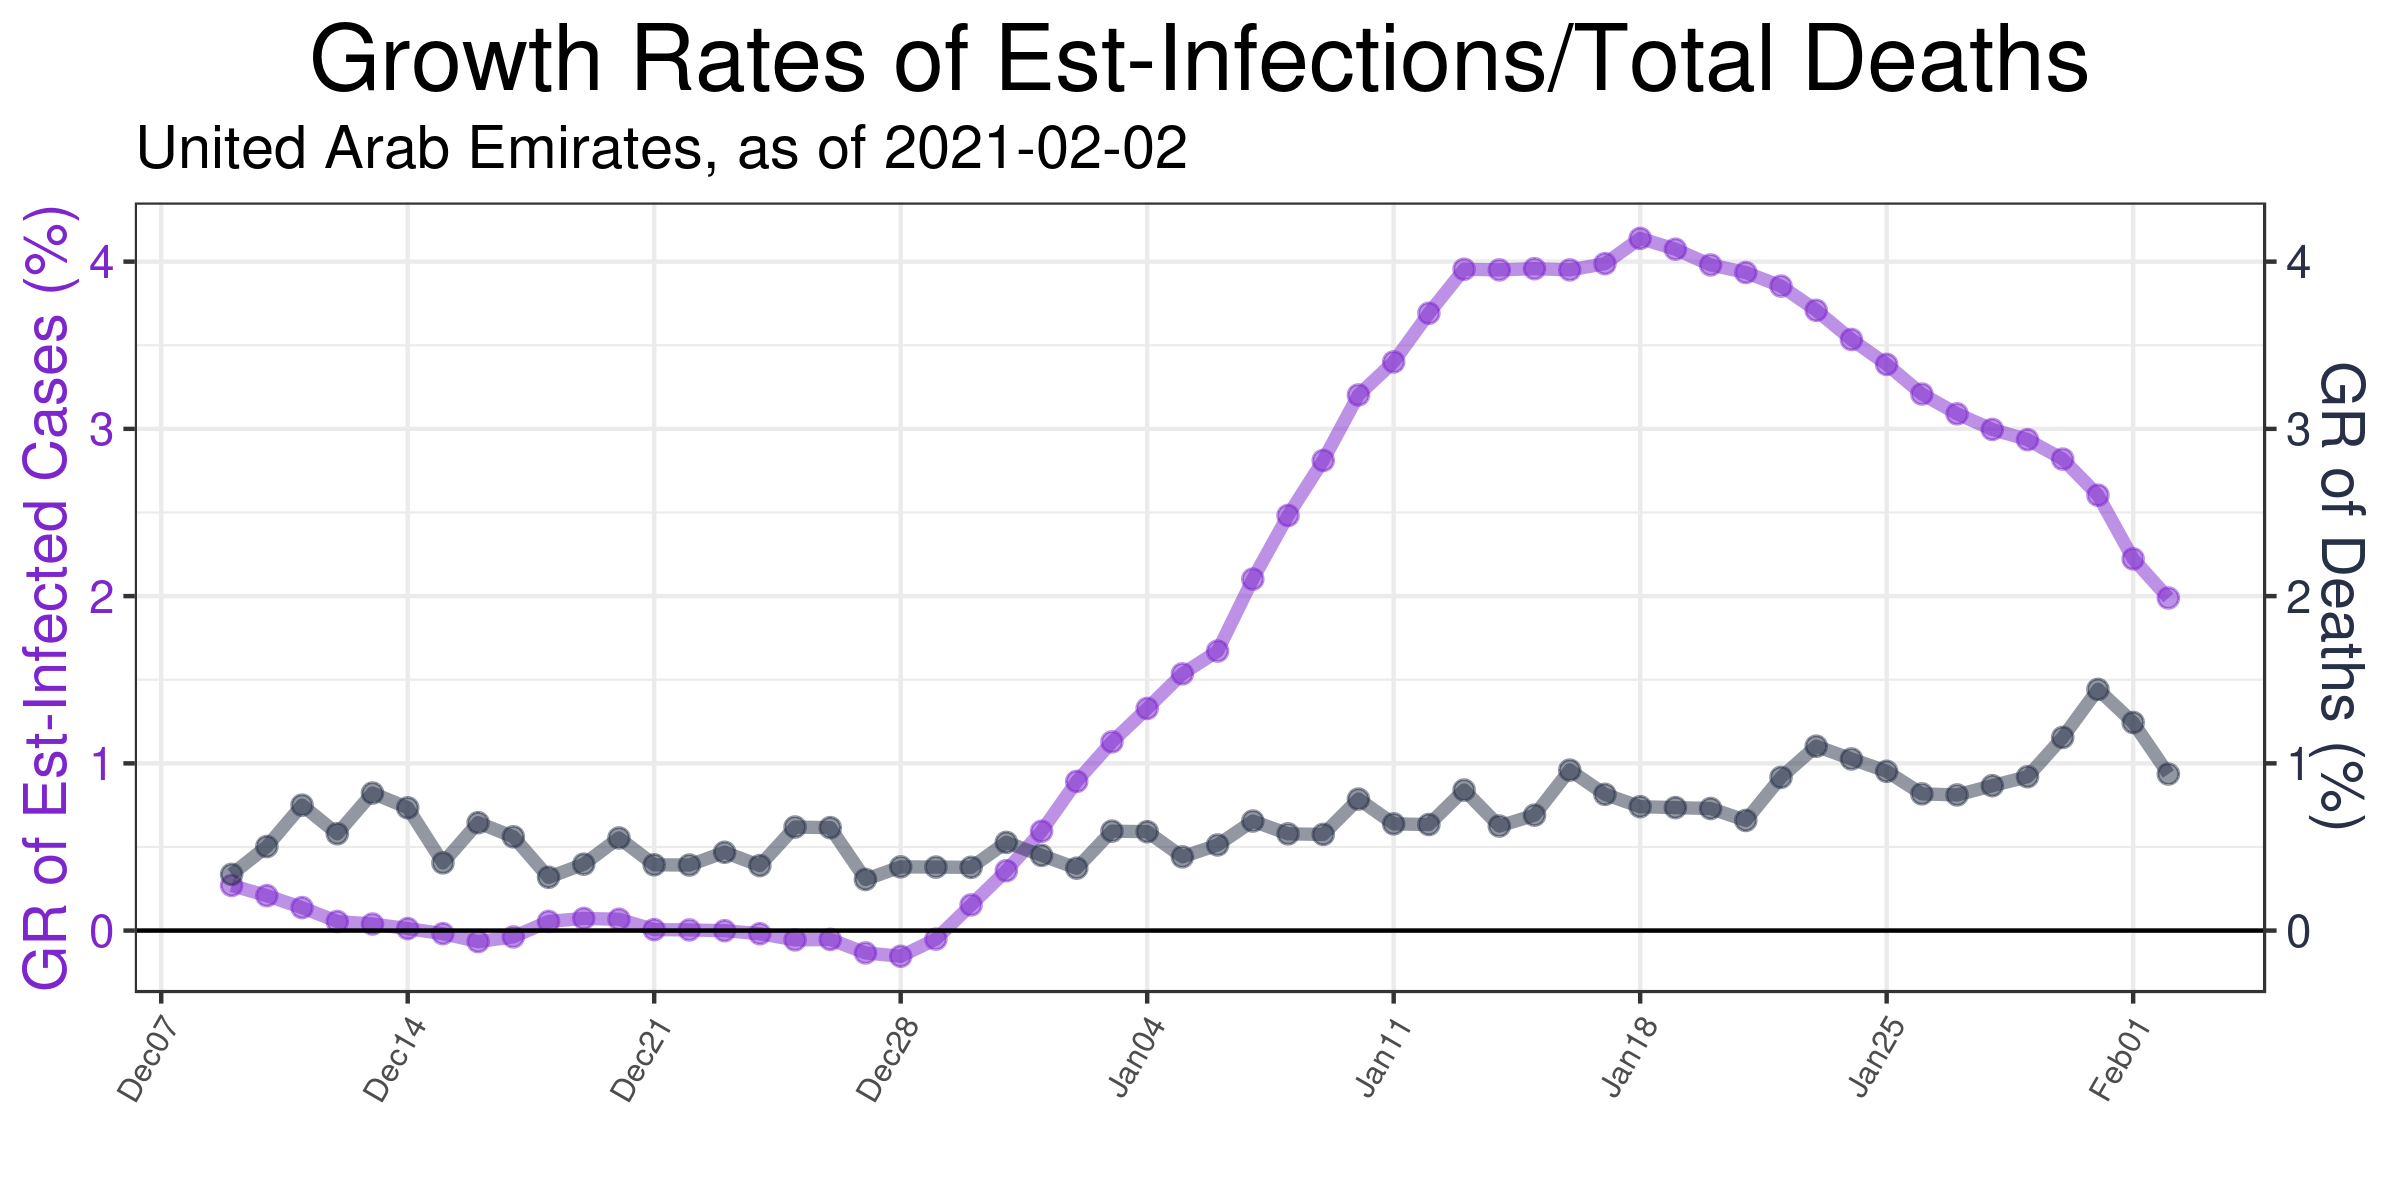 Growth Rates of Est-Infections/Total Deaths
United Arab Emirates, as of 2021-02-02
GR of Est-Infected Cases (%)
4
3
2
1
0
4
3
2
1
0
GR of Deaths (%)
Dec07
Dec14
Dec21
Dec28
Jan04
Jan11
Jan18
Jan25
Feb01